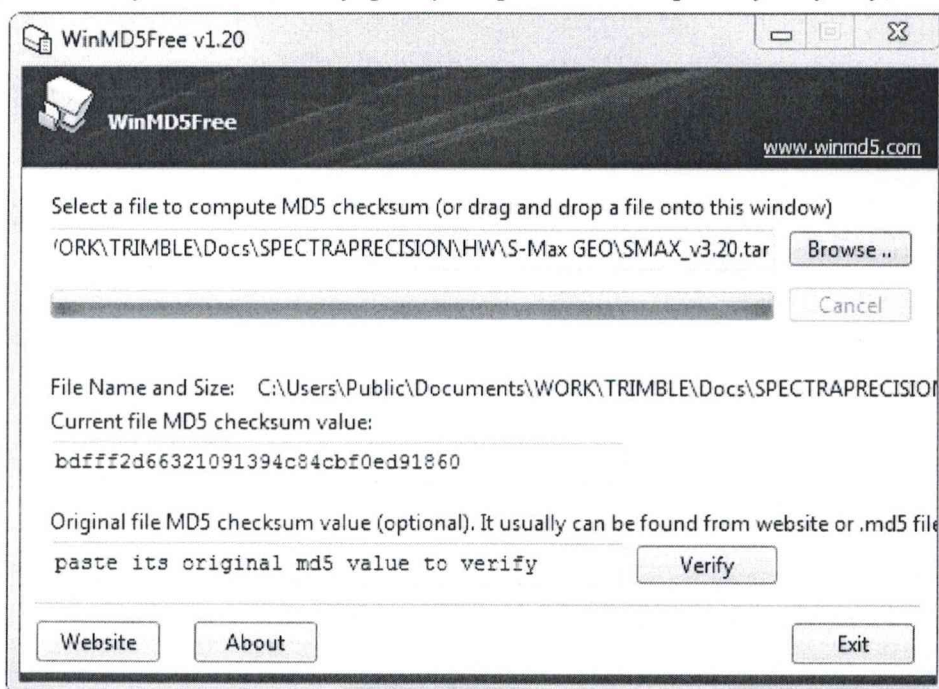 WinMD5Free v1.20
WinMD5Free
www.winmd5.com
Select a file to compute MD5 checksum (or drag and drop a file onto this window)
'ORK\TRIMBLE\Docs\SPECTRAPRECISION\HW\S-Max GEO\SMAX_v3.20.tar
Browse ..
Cancel
File Name and Size: C:\Users\Public\Documents\WORK\TRIMBLE\Docs\SPECTRAPRECISION
Current file MD5 checksum value:
bdfff2d66321091394c84cbf0ed91860
Original file MD5 checksum value (optional). It usually can be found from website or .md5 file
paste its original md5 value to verify
Verify
Website
About
Exit